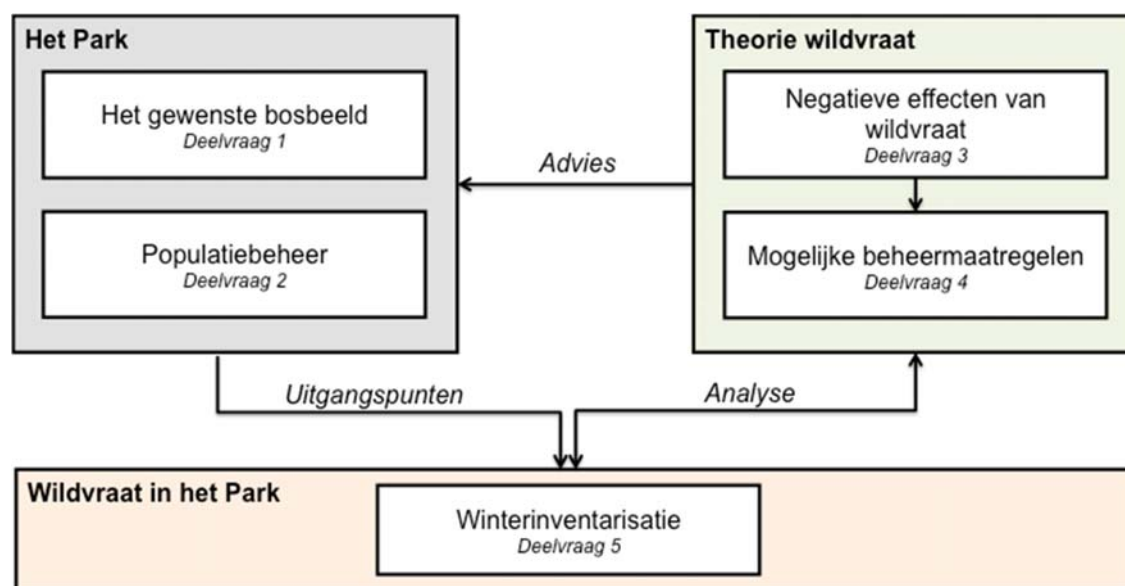 Het Park
Het gewenste bosbeeld
Deelvraag 1
Populatiebeheer
Deelvraag 2
Advies
Theorie wildvraat
Negatieve effecten van
wildvraat
Deelvraag 3
Mogelijke beheermaatregelen
Deelvraag 4
Uitgangspunten
Analyse
Wildvraat in het Park
Winterinventarisatie
Deelvraag 5